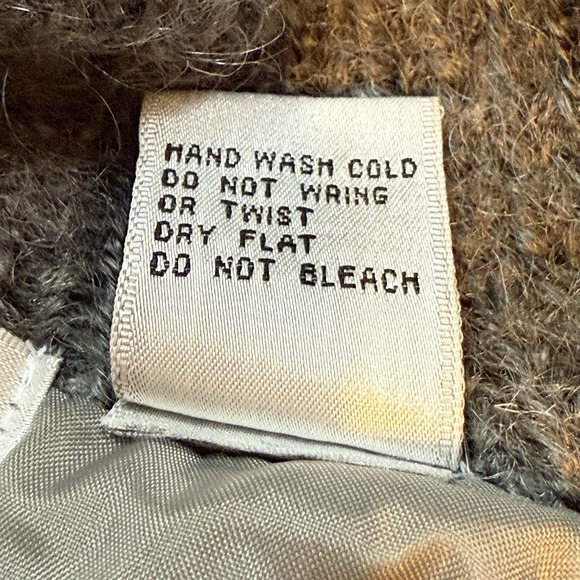 HAND WASH COLD
DO NOT WRING
OR TWIST
DRY FLAT
DO NOT BLEACH